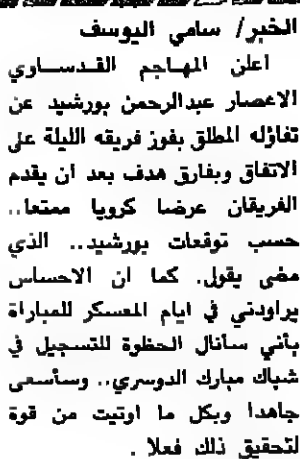 الخبر/ سامي اليوسف
اعلن المهاجم القدساوي
الاعصار عبدالرحمن بورشيد عن
تفاؤله المطلق بفوز فريقه الليلة على
الاتفاق وبفارق هدف بعد ان يقدم
الفريقان عرضا كرويا ممتعا..
حسب توقعات بورشيد.. الذي
مضى يقول. كما ان الاحساس
يراودني في ايام المعسكر للمباراة
بأني سأنال الحظوة للتسجيل في
شباك مبارك الدوسري.. وسأسعى
جاهدا وبكل ما اوتيت من قوة
لتحقيق ذلك فعلا .